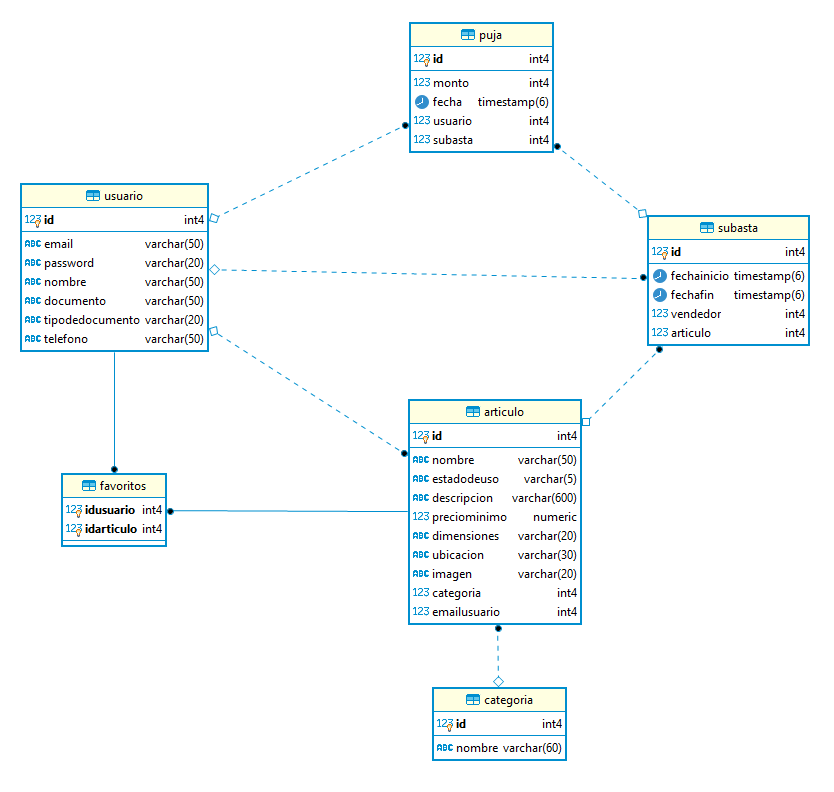 puja
123 id int4
123 monto int4
fecha timestamp(6)
123 usuario int4
123 subasta int4
usuario
123 id int4
ABC email varchar(50)
ABC password varchar(20)
ABC nombre varchar(50)
ABC documento varchar(50)
ABC tipodedocumento varchar(20)
ABC telefono varchar(50)
subasta
123 id int4
fechainicio timestamp(6)
fechafin timestamp(6)
123 vendedor int4
123 articulo int4
articulo
123 id int4
ABC nombre varchar(50)
ABC estadodeuso varchar(5)
ABC descripcion varchar(600)
123 preciominimo numeric
ABC dimensiones varchar(20)
ABC ubicacion varchar(30)
ABC imagen varchar(20)
123 categoria int4
123 emailusuario int4
favoritos
123 idusuario int4
123 idarticulo int4
categoria
123 id int4
ABC nombre varchar(60)